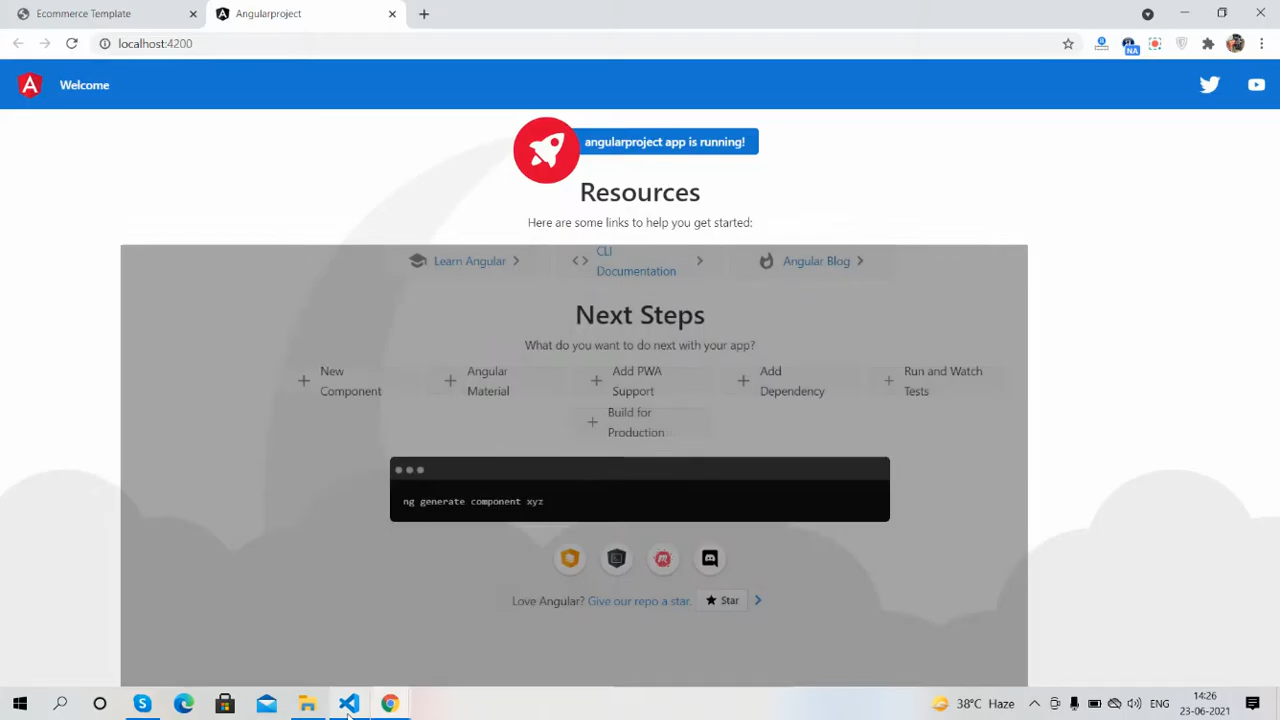 Ecommerce Template
Angularproject
localhost:4200
NA
Welcome
angularproject app is running!
Resources
Here are some links to help you get started:
Learn Angular
CLI
Documentation
Angular Blog
Next Steps
What do you want to do next with your app?
New
Component
Angular
Material
Add PWA
Support
Add
Dependency
Run and Watch
Tests
Build for
Production
ng generate component xyz
Love Angular? Give our repo a star.
Star
38°C Haze
ENG
14:26
23-06-2021